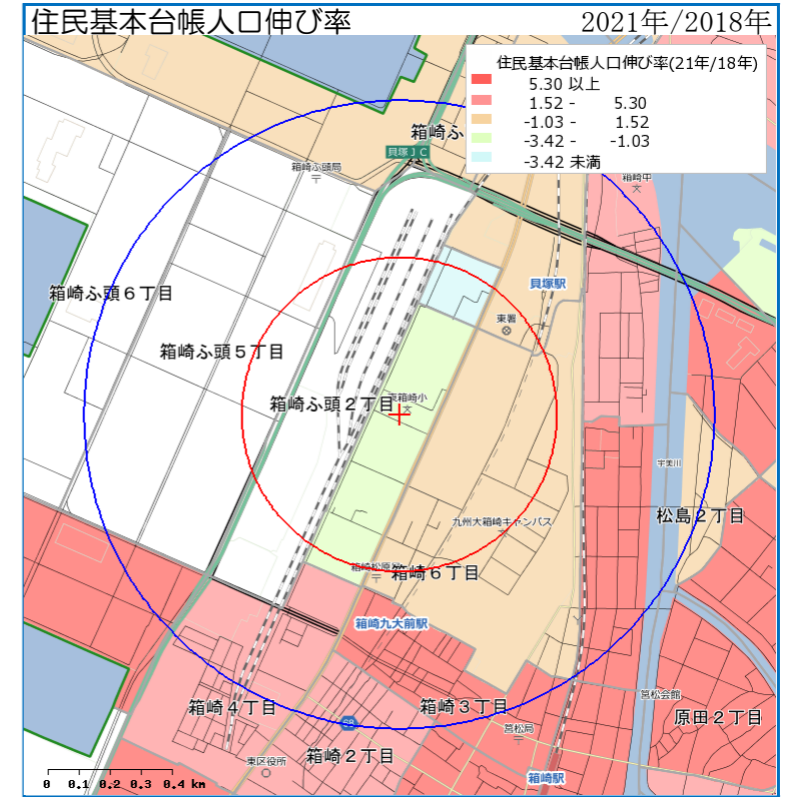 住民基本台帳人口伸び率 2021年/2018年
住民基本台帳人口伸び率(21年/18年)
5.30 以上
1.52 - 5.30
-1.03 - 1.52
-3.42 - -1.03
-3.42 未満
箱崎ふ
貝塚JC
箱崎ふ頭局
箱崎中
貝塚駅
箱崎ふ頭6丁目
東署
箱崎ふ頭5丁目
箱崎ふ頭2丁目
東箱崎小
宇美川
松島2丁目
九州大箱崎キャンパス
箱崎6丁目
箱崎九大前駅
筥松会館
箱崎4丁目
箱崎3丁目
原田2丁目
筥松局
箱崎2丁目
東区役所
箱崎駅
0 0.1 0.2 0.3 0.4 km